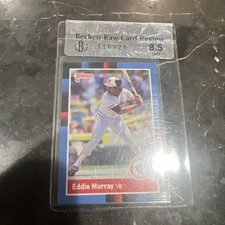 Beckett Raw Card Review
8.5
Donruss
Eddie Murray 1B